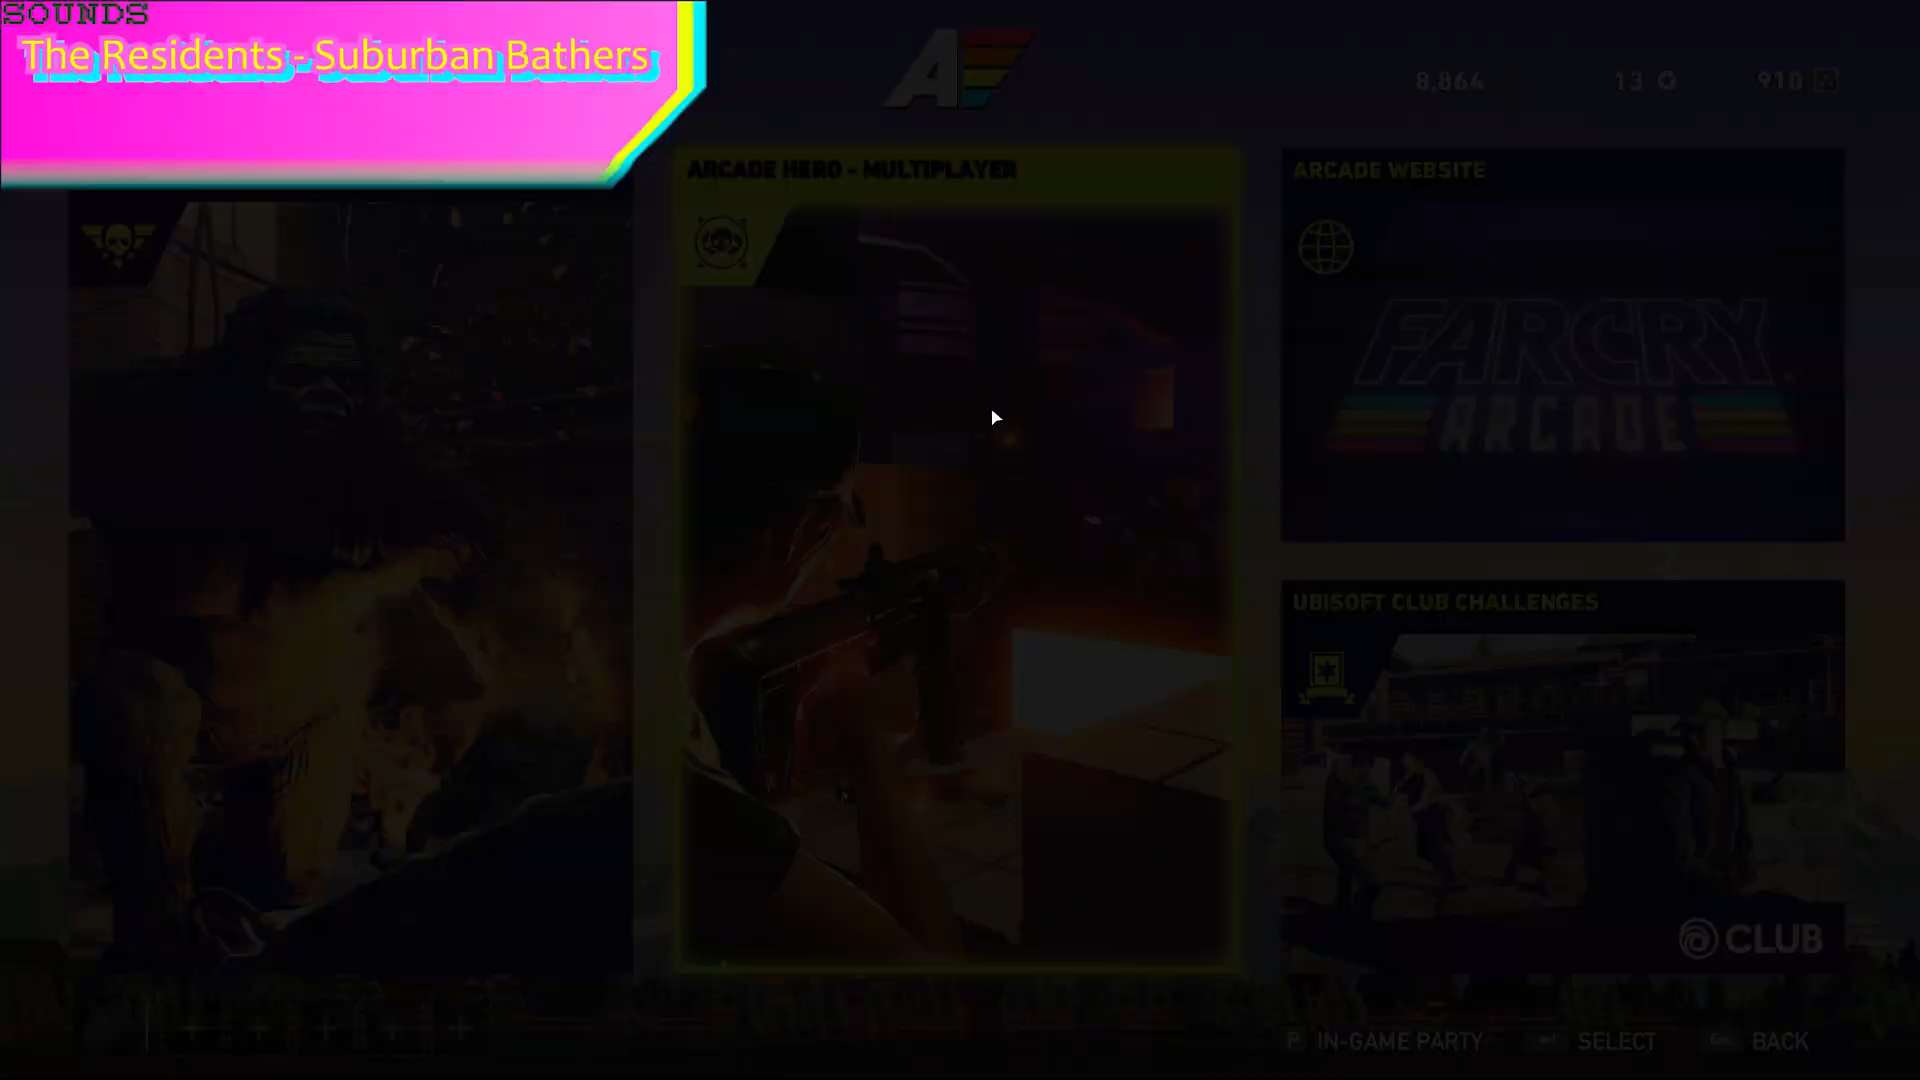 SOUNDS
The Residents - Suburban Bathers
A
8,864
13
910
ARCADE HERO - MULTIPLAYER
ARCADE WEBSITE
FARCRY
ARCADE
UBISOFT CLUB CHALLENGES
CLUB
P IN-GAME PARTY
SELECT
Esc BACK